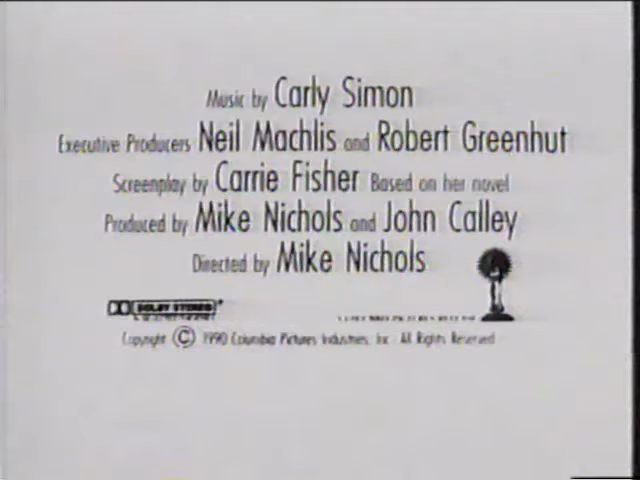 Music by Carly Simon
Executive Producers Neil Machlis and Robert Greenhut
Screenplay by Carrie Fisher Based on her novel
Produced by Mike Nichols and John Calley
Directed by Mike Nichols
DOLBY STEREO
Copyright © 1990 Columbia Pictures Industries, Inc. All Rights Reserved